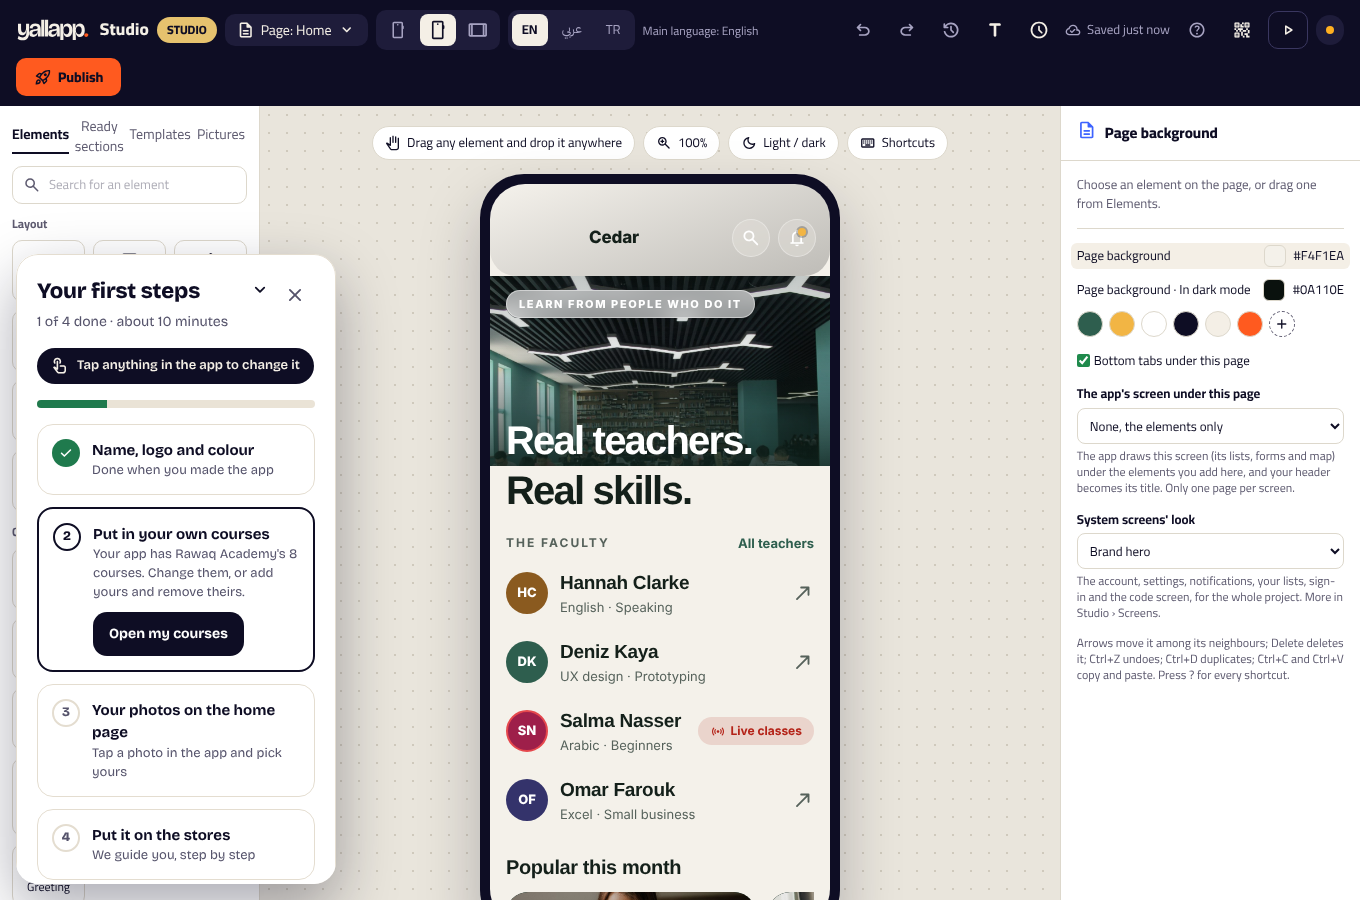 yallapp. Studio STUDIO Page: Home EN عربي TR Main language: English Saved just now
Publish
Elements Ready sections Templates Pictures
Search for an element
Layout
Your first steps
1 of 4 done · about 10 minutes
Tap anything in the app to change it
Name, logo and colour
Done when you made the app
2 Put in your own courses
Your app has Rawaq Academy's 8
courses. Change them, or add
yours and remove theirs.
Open my courses
3 Your photos on the home
page
Tap a photo in the app and pick
yours
4 Put it on the stores
We guide you, step by step
Greeting
Drag any element and drop it anywhere 100% Light / dark Shortcuts
Cedar
LEARN FROM PEOPLE WHO DO IT
Real teachers.
Real skills.
THE FACULTY All teachers
HC Hannah Clarke
English · Speaking
DK Deniz Kaya
UX design · Prototyping
SN Salma Nasser Live classes
Arabic · Beginners
OF Omar Farouk
Excel · Small business
Popular this month
Page background
Choose an element on the page, or drag one
from Elements.
Page background #F4F1EA
Page background · In dark mode #0A110E
Bottom tabs under this page
The app's screen under this page
None, the elements only
The app draws this screen (its lists, forms and map)
under the elements you add here, and your header
becomes its title. Only one page per screen.
System screens' look
Brand hero
The account, settings, notifications, your lists, sign-
in and the code screen, for the whole project. More in
Studio › Screens.
Arrows move it among its neighbours; Delete deletes
it; Ctrl+Z undoes; Ctrl+D duplicates; Ctrl+C and Ctrl+V
copy and paste. Press ? for every shortcut.